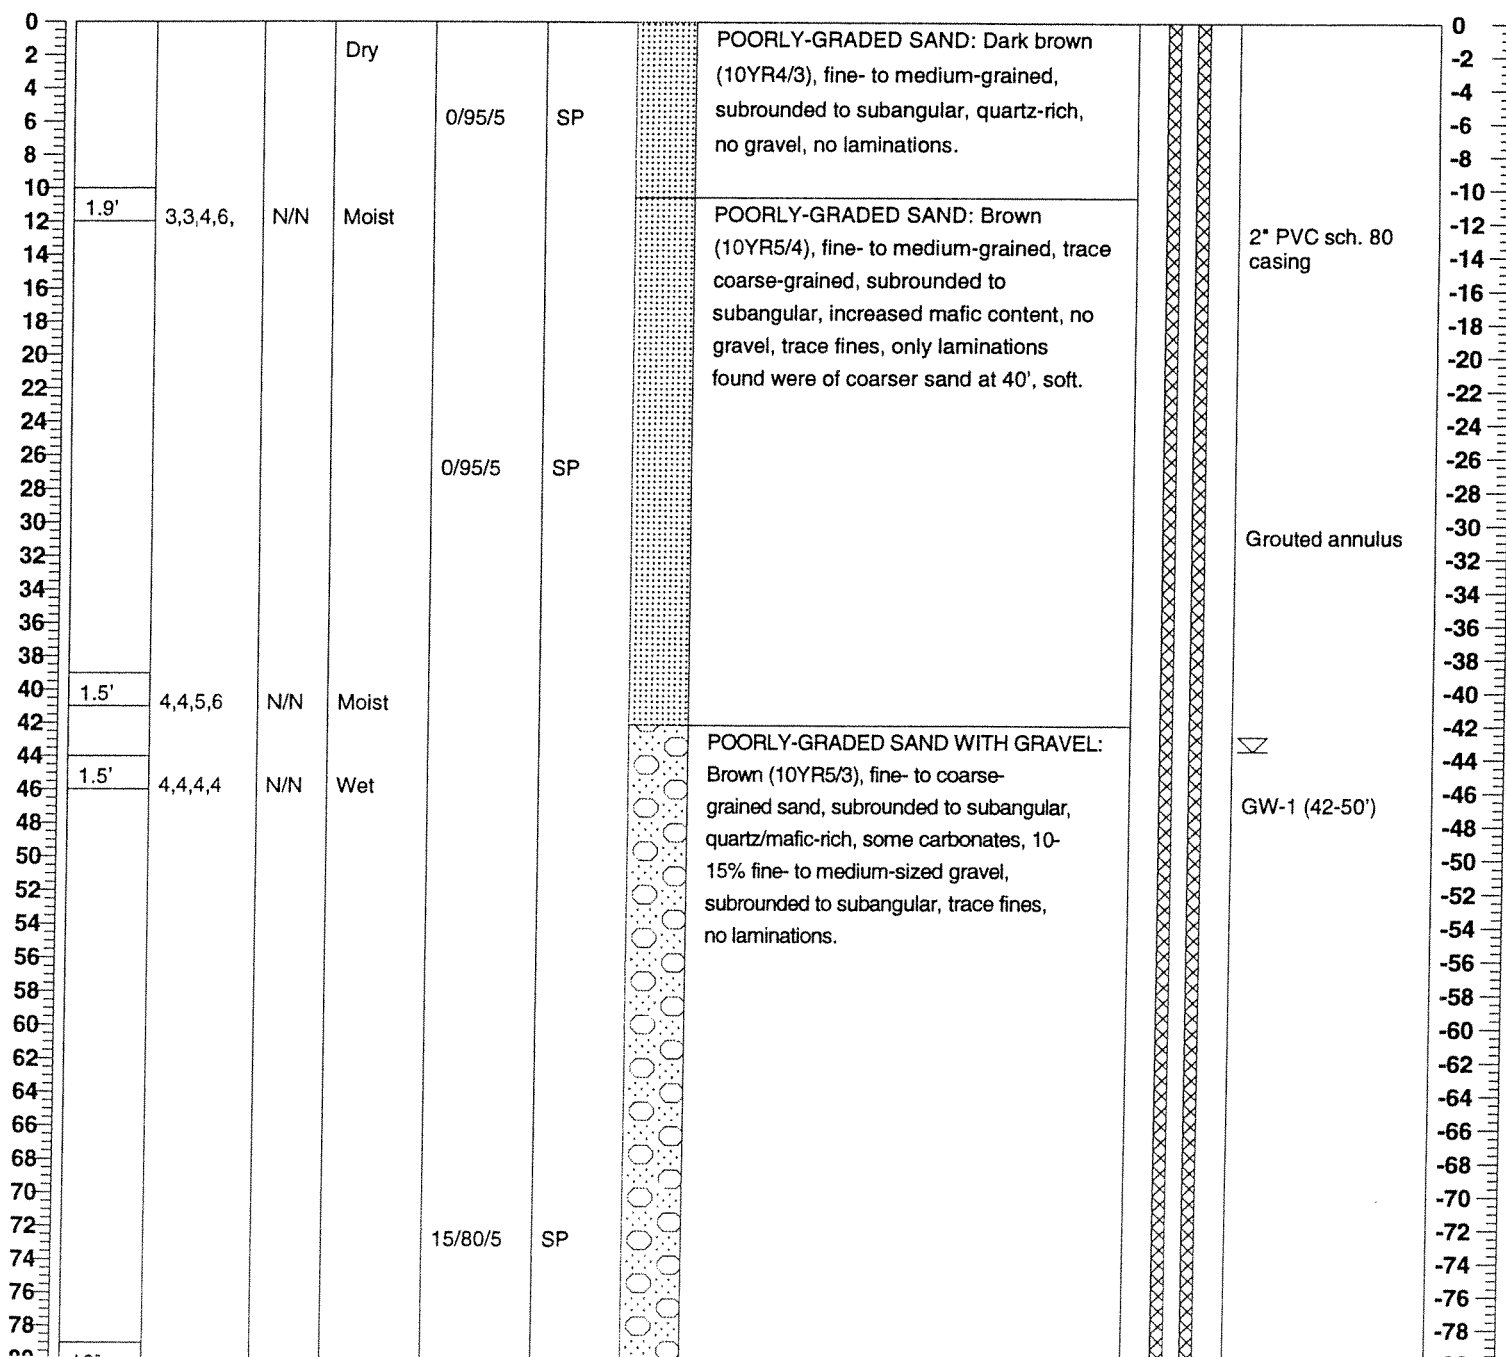 0
2
4
6
8
10
12
14
16
18
20
22
24
26
28
30
32
34
36
38
40
42
44
46
48
50
52
54
56
58
60
62
64
66
68
70
72
74
76
78
80
1.9'
1.5'
1.5'
3,3,4,6,
4,4,5,6
4,4,4,4
N/N
N/N
N/N
Dry
Moist
Moist
Wet
0/95/5
0/95/5
15/80/5
SP
SP
SP
POORLY-GRADED SAND: Dark brown
(10YR4/3), fine- to medium-grained,
subrounded to subangular, quartz-rich,
no gravel, no laminations.
POORLY-GRADED SAND: Brown
(10YR5/4), fine- to medium-grained, trace
coarse-grained, subrounded to
subangular, increased mafic content, no
gravel, trace fines, only laminations
found were of coarser sand at 40', soft.
POORLY-GRADED SAND WITH GRAVEL:
Brown (10YR5/3), fine- to coarse-
grained sand, subrounded to subangular,
quartz/mafic-rich, some carbonates, 10-
15% fine- to medium-sized gravel,
subrounded to subangular, trace fines,
no laminations.
2" PVC sch. 80
casing
Grouted annulus
GW-1 (42-50')
0
-2
-4
-6
-8
-10
-12
-14
-16
-18
-20
-22
-24
-26
-28
-30
-32
-34
-36
-38
-40
-42
-44
-46
-48
-50
-52
-54
-56
-58
-60
-62
-64
-66
-68
-70
-72
-74
-76
-78